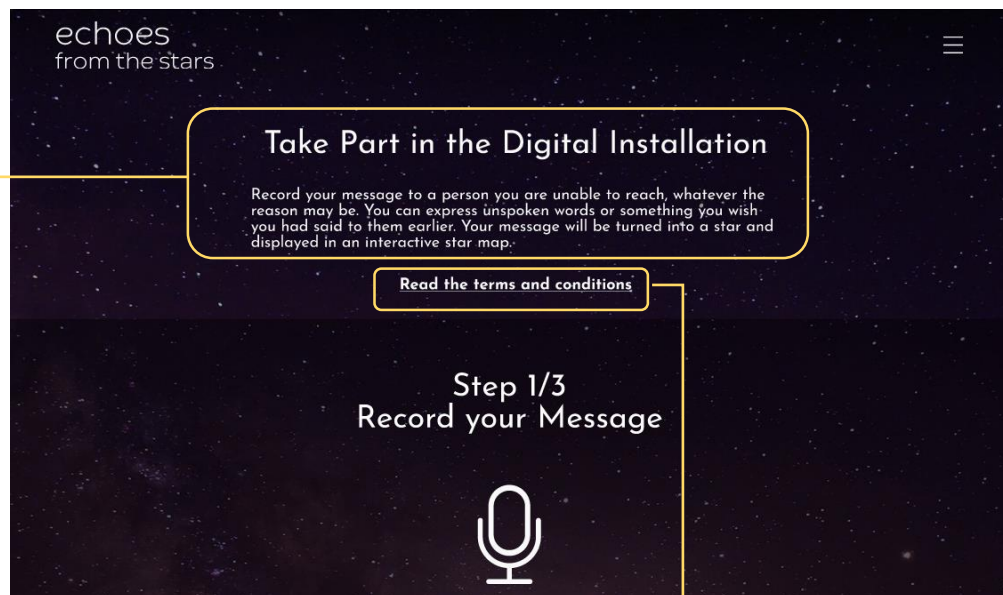 echoes
from the stars
Take Part in the Digital Installation
Record your message to a person you are unable to reach, whatever the
reason may be. You can express unspoken words or something you wish
you had said to them earlier. Your message will be turned into a star and
displayed in an interactive star map.
Read the terms and conditions
Step 1/3
Record your Message